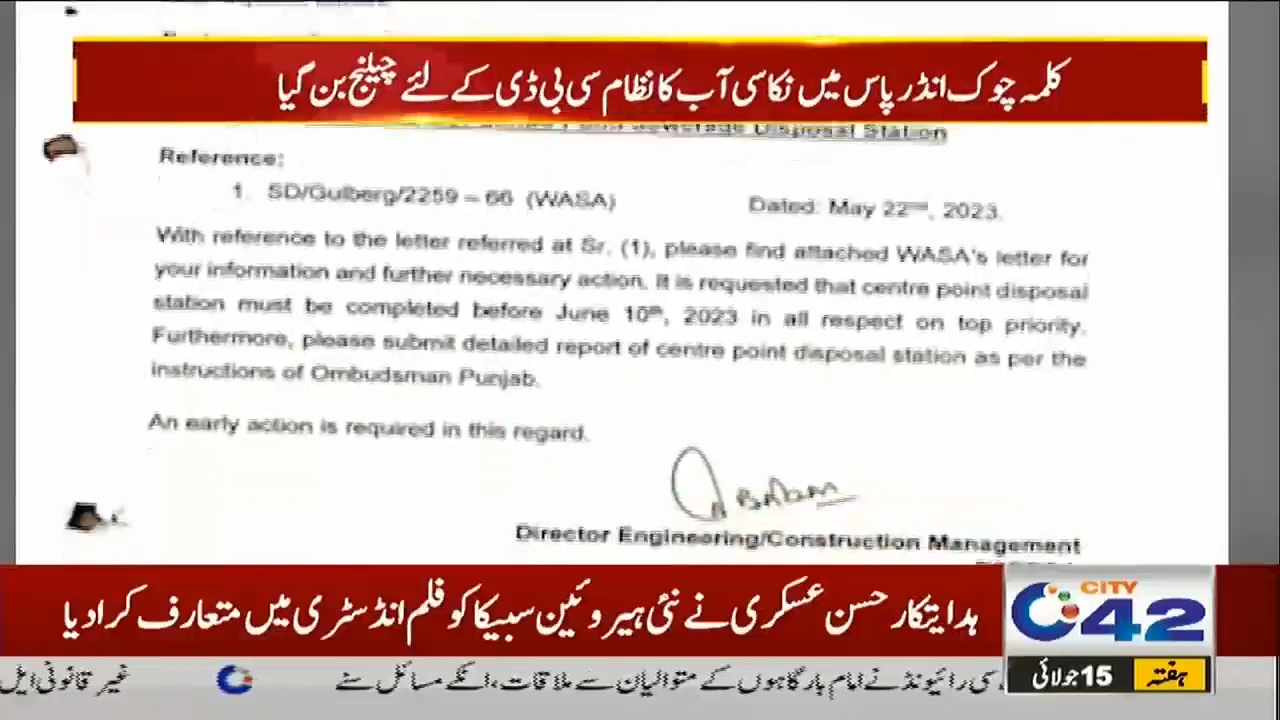 کلمہ چوک انڈر پاس میں نکاسی آب کا نظام سی بی ڈی کے لئے چیلنج بن گیا
Disposal Station
Reference:
1. SD/Gulberg/2259 – 66 (WASA) Dated: May 22nd, 2023.
With reference to the letter referred at Sr. (1), please find attached WASA's letter for
your information and further necessary action. It is requested that centre point disposal
station must be completed before June 10th, 2023 in all respect on top priority.
Furthermore, please submit detailed report of centre point disposal station as per the
instructions of Ombudsman Punjab.
An early action is required in this regard.
Director Engineering/Construction Management
ہدایتکار حسن عسکری نے نئی ہیروئین سبیکا کو فلم انڈسٹری میں متعارف کرا دیا
CITY
42
سی رائیونڈ نے امام بارگاہوں کے متوالیان سے ملاقات، انکے مسائل سنے
غیر قانونی ایل
15 جولائی
ہفتہ